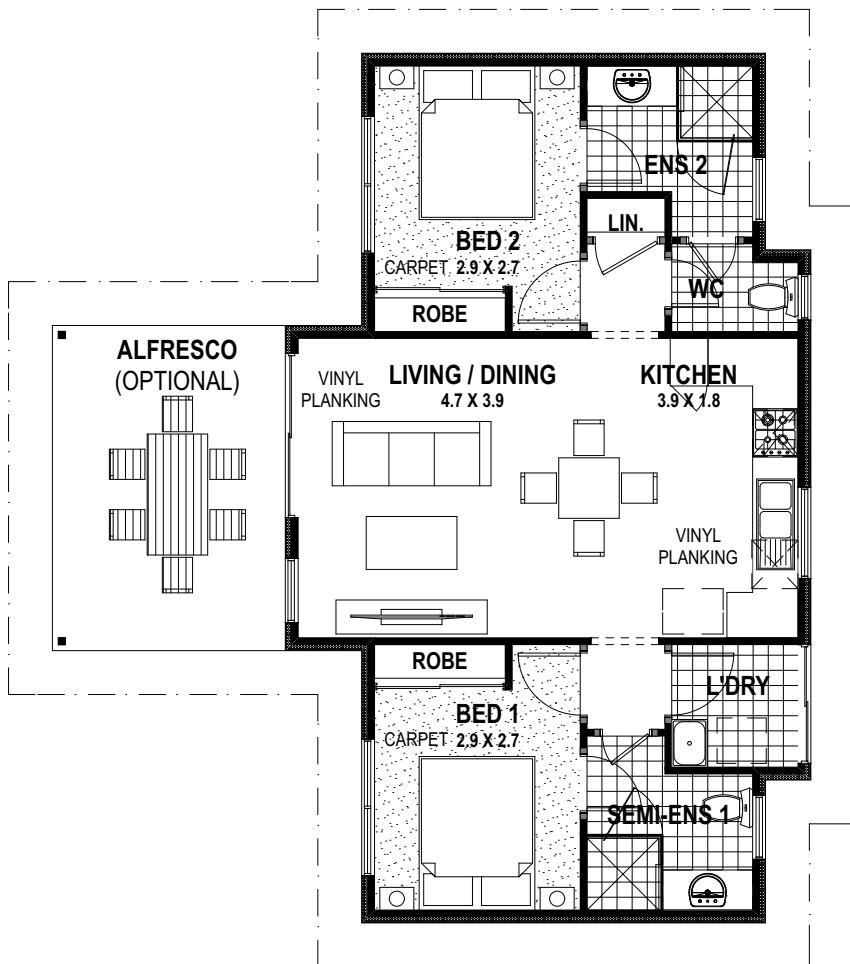 ENS 2
LIN.
BED 2
CARPET 2.9 X 2.7
WC
ROBE
ALFRESCO
(OPTIONAL)
VINYL
PLANKING
LIVING / DINING
4.7 X 3.9
KITCHEN
3.9 X 1.8
VINYL
PLANKING
ROBE
L'DRY
BED 1
CARPET 2.9 X 2.7
SEMI-ENS 1